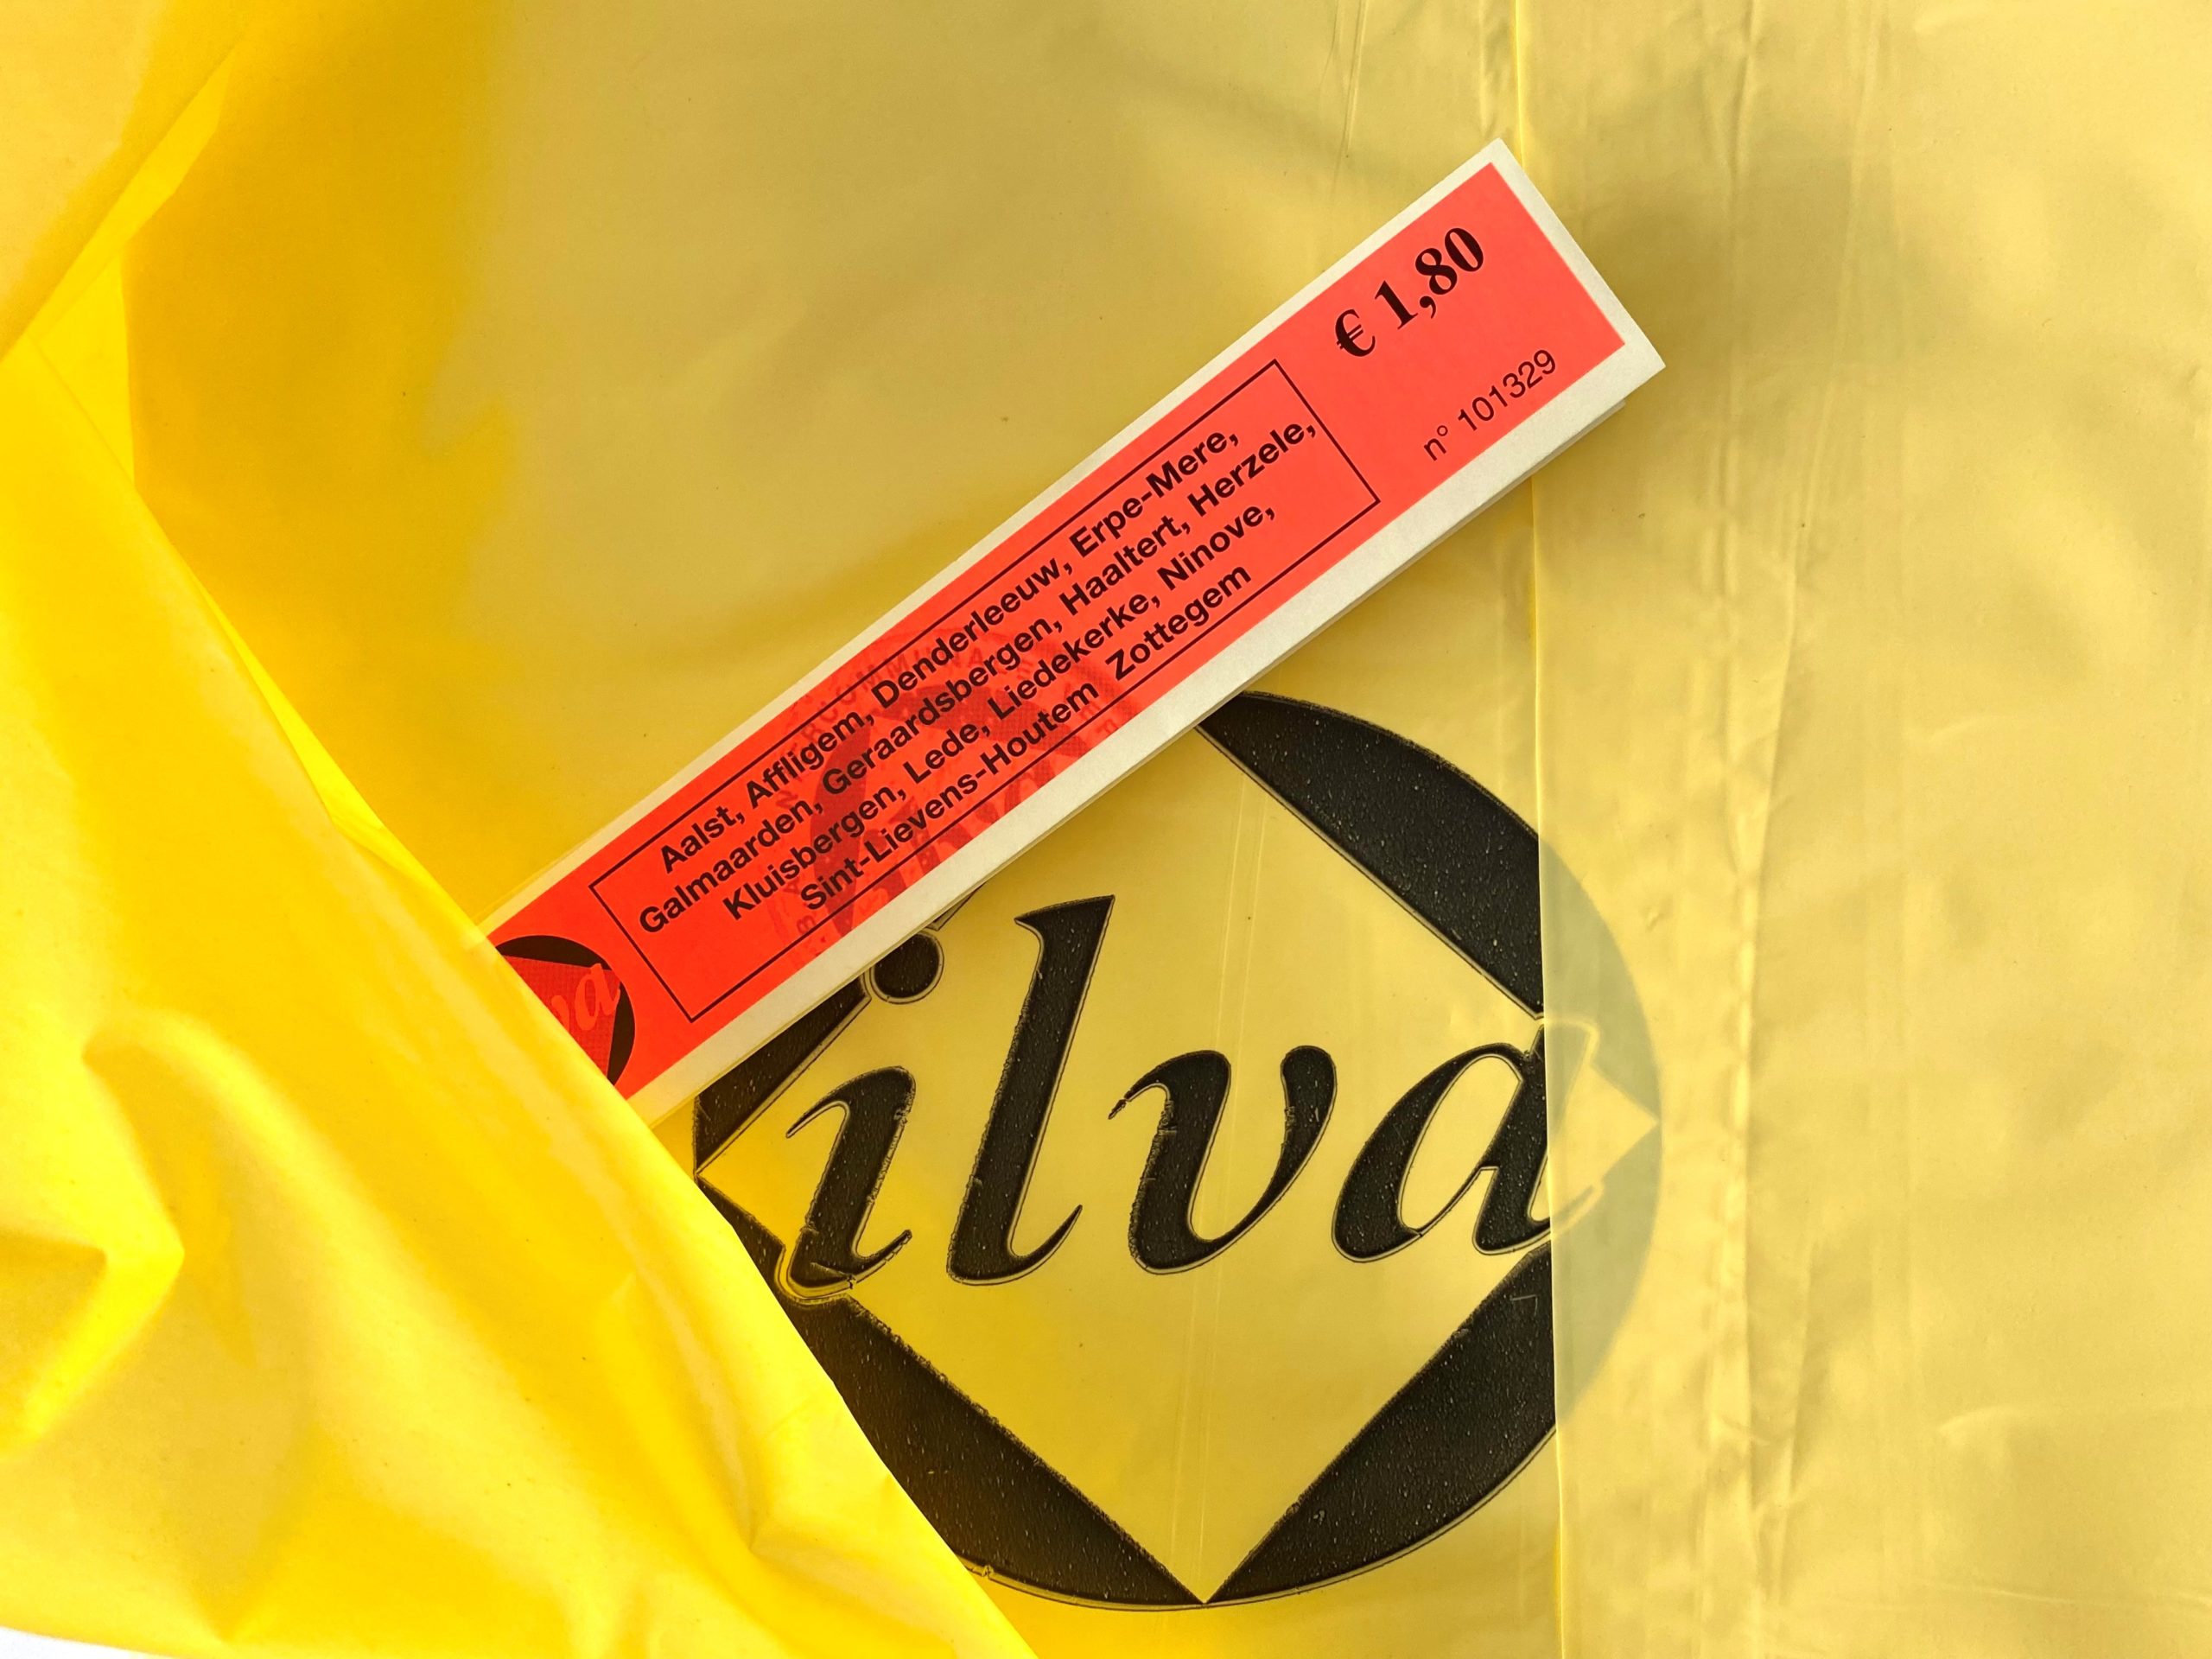 € 1,80
n° 101329
Aalst, Affligem, Denderleeuw, Erpe-Mere,
Galmaarden, Geraardsbergen, Haaltert, Herzele,
Kluisbergen, Lede, Liedekerke, Ninove,
Sint-Lievens-Houtem Zottegem
va
ilva